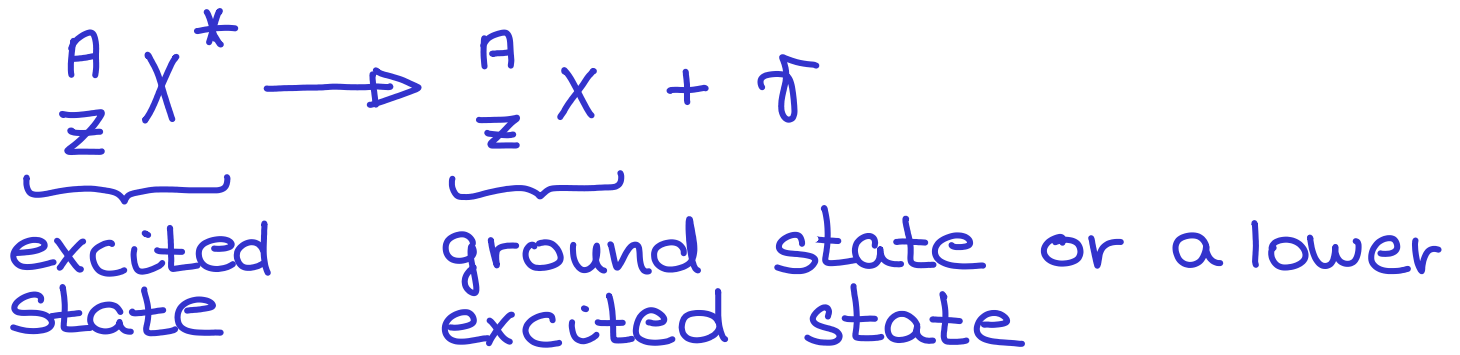 A/Z X* → A/Z X + γ
excited ground state or a lower
state excited state